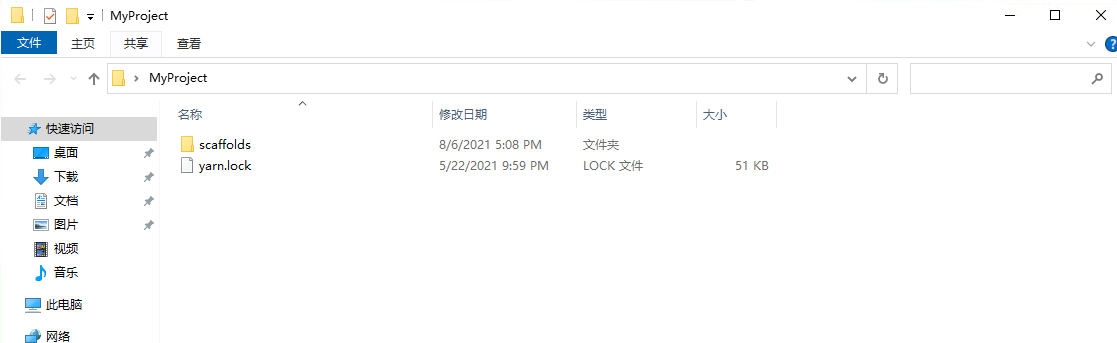 MyProject
文件 主页 共享 查看
MyProject
名称 修改日期 类型 大小
快速访问
scaffolds 8/6/2021 5:08 PM 文件夹
桌面
yarn.lock 5/22/2021 9:59 PM LOCK 文件 51 KB
下载
文档
图片
视频
音乐
此电脑
网络